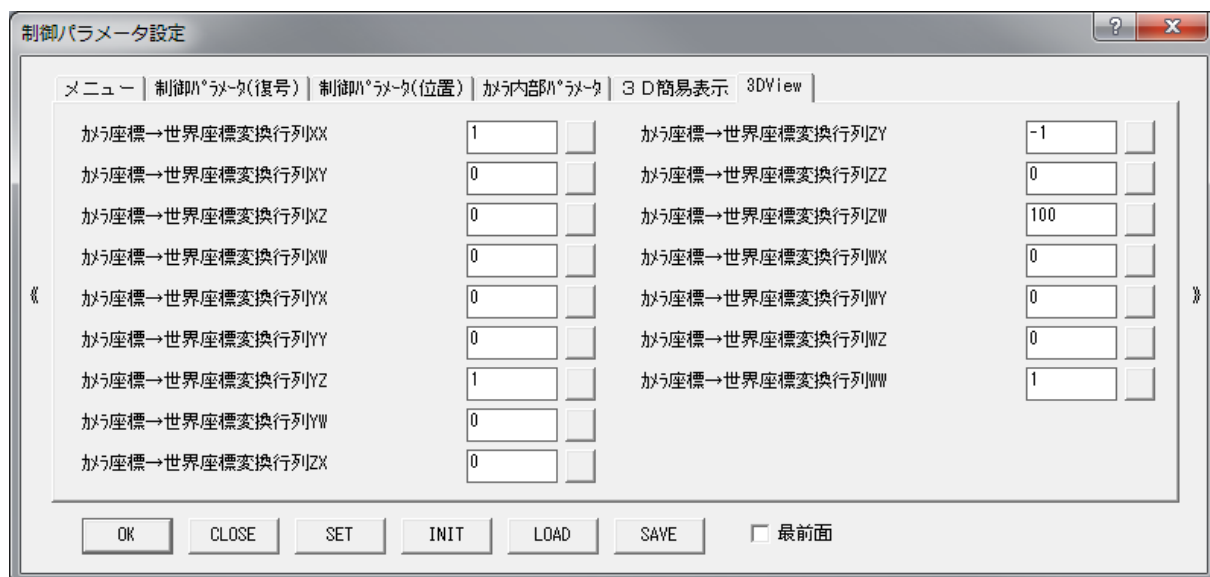 制御パラメータ設定
メニュー 制御ﾊﾟﾗﾒｰﾀ(復号) 制御ﾊﾟﾗﾒｰﾀ(位置) ｶﾒﾗ内部ﾊﾟﾗﾒｰﾀ ３Ｄ簡易表示 3DView
ｶﾒﾗ座標→世界座標変換行列XX 1 ｶﾒﾗ座標→世界座標変換行列ZY -1
ｶﾒﾗ座標→世界座標変換行列XY 0 ｶﾒﾗ座標→世界座標変換行列ZZ 0
ｶﾒﾗ座標→世界座標変換行列XZ 0 ｶﾒﾗ座標→世界座標変換行列ZW 100
ｶﾒﾗ座標→世界座標変換行列XW 0 ｶﾒﾗ座標→世界座標変換行列WX 0
《 ｶﾒﾗ座標→世界座標変換行列YX 0 ｶﾒﾗ座標→世界座標変換行列WY 0 》
ｶﾒﾗ座標→世界座標変換行列YY 0 ｶﾒﾗ座標→世界座標変換行列WZ 0
ｶﾒﾗ座標→世界座標変換行列YZ 1 ｶﾒﾗ座標→世界座標変換行列WW 1
ｶﾒﾗ座標→世界座標変換行列YW 0
ｶﾒﾗ座標→世界座標変換行列ZX 0
OK CLOSE SET INIT LOAD SAVE 最前面